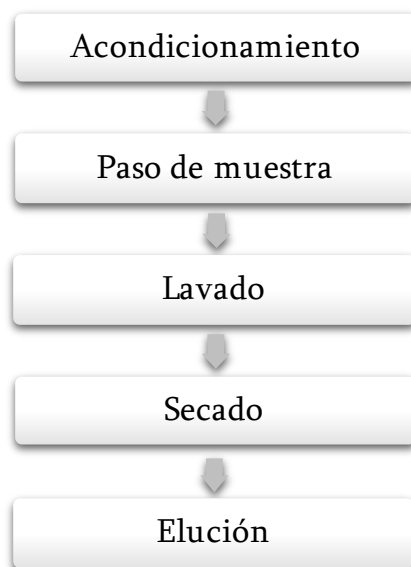 Acondicionamiento
Paso de muestra
Lavado
Secado
Elución